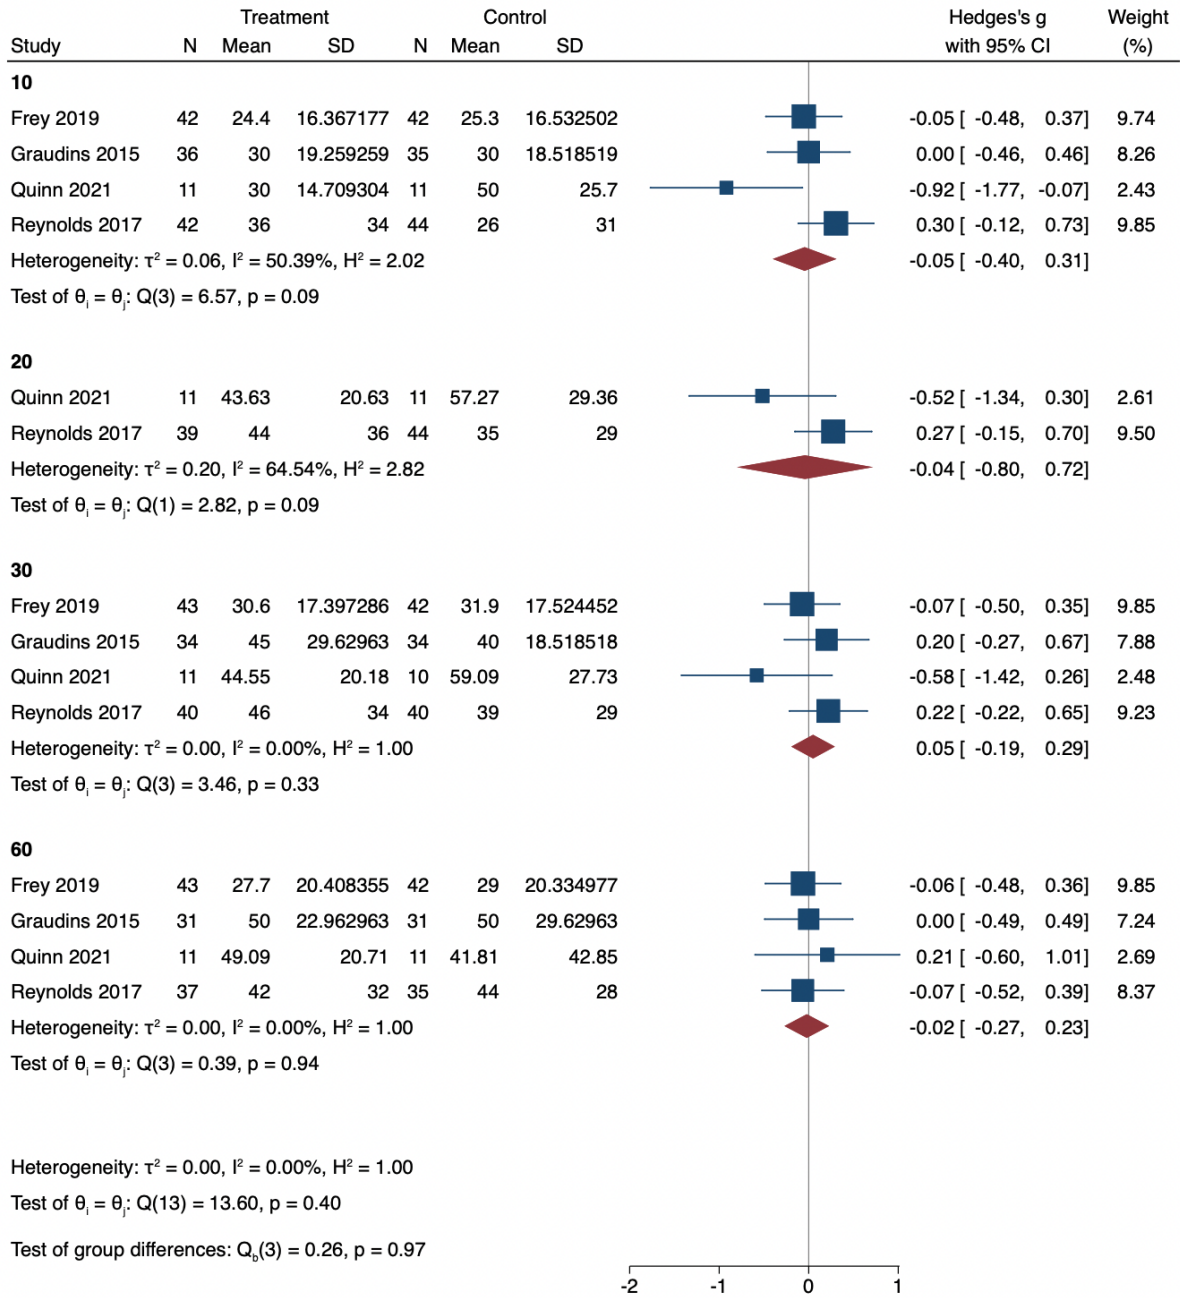 Treatment Control Hedges's g Weight
Study N Mean SD N Mean SD with 95% CI (%)
10
Frey 2019 42 24.4 16.367177 42 25.3 16.532502 -0.05 [ -0.48, 0.37] 9.74
Graudins 2015 36 30 19.259259 35 30 18.518519 0.00 [ -0.46, 0.46] 8.26
Quinn 2021 11 30 14.709304 11 50 25.7 -0.92 [ -1.77, -0.07] 2.43
Reynolds 2017 42 36 34 44 26 31 0.30 [ -0.12, 0.73] 9.85
Heterogeneity: τ² = 0.06, I² = 50.39%, H² = 2.02 -0.05 [ -0.40, 0.31]
Test of θᵢ = θⱼ: Q(3) = 6.57, p = 0.09
20
Quinn 2021 11 43.63 20.63 11 57.27 29.36 -0.52 [ -1.34, 0.30] 2.61
Reynolds 2017 39 44 36 44 35 29 0.27 [ -0.15, 0.70] 9.50
Heterogeneity: τ² = 0.20, I² = 64.54%, H² = 2.82 -0.04 [ -0.80, 0.72]
Test of θᵢ = θⱼ: Q(1) = 2.82, p = 0.09
30
Frey 2019 43 30.6 17.397286 42 31.9 17.524452 -0.07 [ -0.50, 0.35] 9.85
Graudins 2015 34 45 29.62963 34 40 18.518518 0.20 [ -0.27, 0.67] 7.88
Quinn 2021 11 44.55 20.18 10 59.09 27.73 -0.58 [ -1.42, 0.26] 2.48
Reynolds 2017 40 46 34 40 39 29 0.22 [ -0.22, 0.65] 9.23
Heterogeneity: τ² = 0.00, I² = 0.00%, H² = 1.00 0.05 [ -0.19, 0.29]
Test of θᵢ = θⱼ: Q(3) = 3.46, p = 0.33
60
Frey 2019 43 27.7 20.408355 42 29 20.334977 -0.06 [ -0.48, 0.36] 9.85
Graudins 2015 31 50 22.962963 31 50 29.62963 0.00 [ -0.49, 0.49] 7.24
Quinn 2021 11 49.09 20.71 11 41.81 42.85 0.21 [ -0.60, 1.01] 2.69
Reynolds 2017 37 42 32 35 44 28 -0.07 [ -0.52, 0.39] 8.37
Heterogeneity: τ² = 0.00, I² = 0.00%, H² = 1.00 -0.02 [ -0.27, 0.23]
Test of θᵢ = θⱼ: Q(3) = 0.39, p = 0.94
Heterogeneity: τ² = 0.00, I² = 0.00%, H² = 1.00
Test of θᵢ = θⱼ: Q(13) = 13.60, p = 0.40
Test of group differences: Q_b(3) = 0.26, p = 0.97
-2 -1 0 1